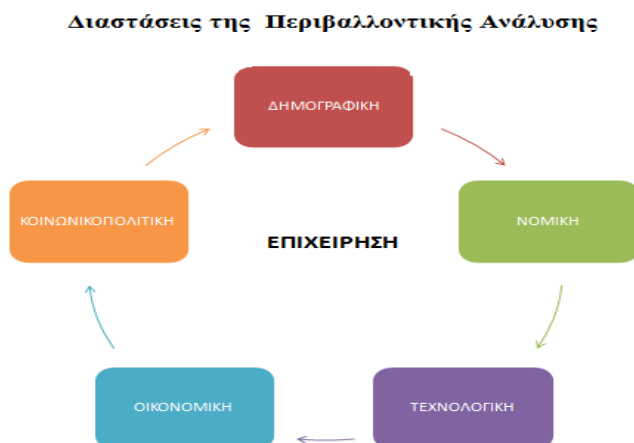 Διαστάσεις της Περιβαλλοντικής Ανάλυσης
ΔΗΜΟΓΡΑΦΙΚΗ
ΚΟΙΝΩΝΙΚΟΠΟΛΙΤΙΚΗ
ΝΟΜΙΚΗ
ΕΠΙΧΕΙΡΗΣΗ
ΟΙΚΟΝΟΜΙΚΗ
ΤΕΧΝΟΛΟΓΙΚΗ